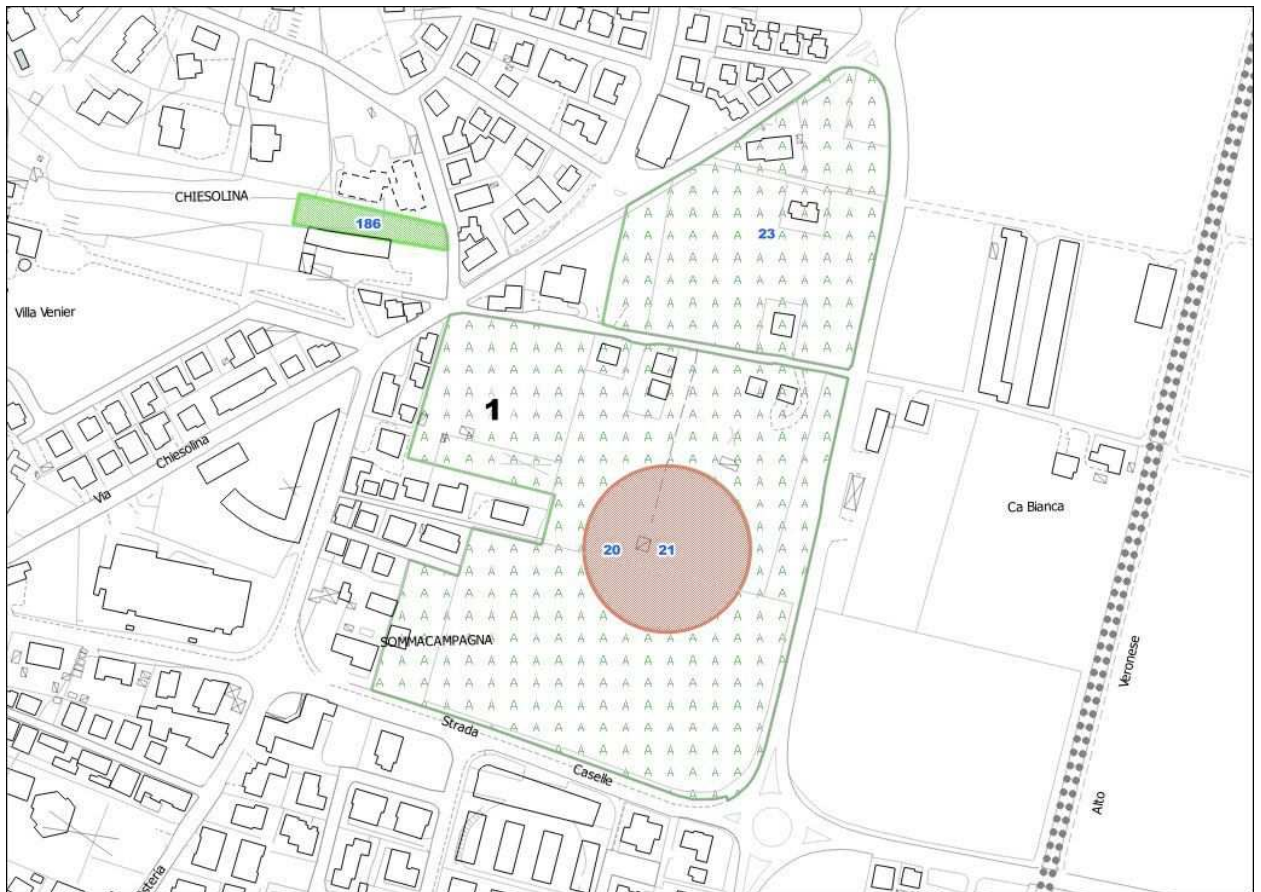 CHIESOLINA
186
23
Villa Venier
1
Via
Chiesolina
Ca Bianca
20
21
SOMMACAMPAGNA
Veronese
Strada
Caselle
Alto